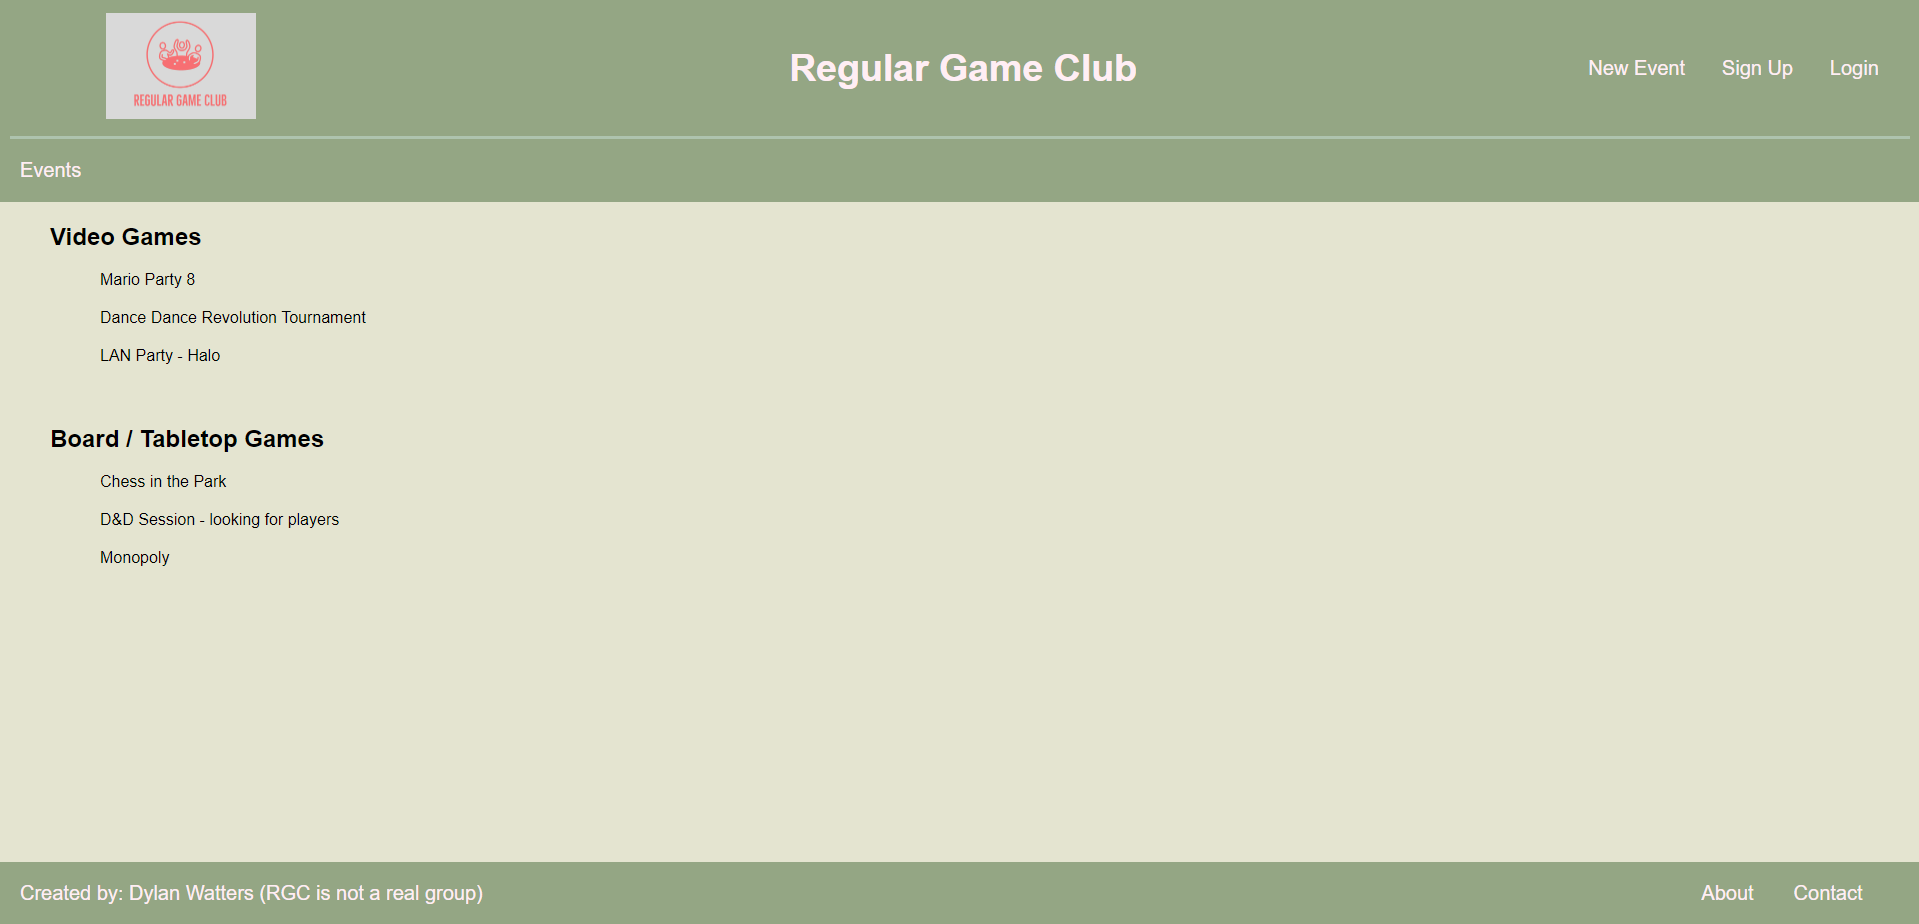 REGULAR GAME CLUB
Regular Game Club
New Event Sign Up Login
Events
Video Games
Mario Party 8
Dance Dance Revolution Tournament
LAN Party - Halo
Board / Tabletop Games
Chess in the Park
D&D Session - looking for players
Monopoly
Created by: Dylan Watters (RGC is not a real group)
About Contact